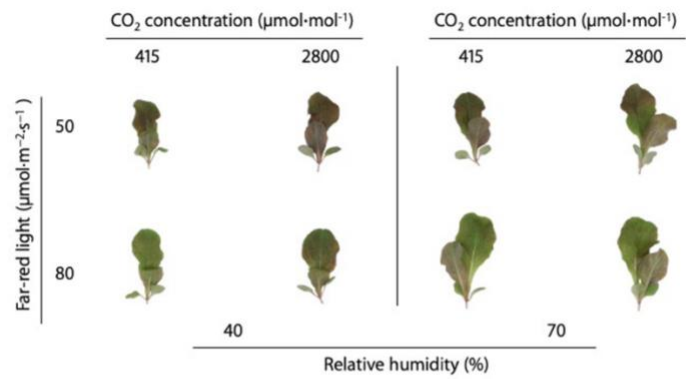 CO₂ concentration (µmol·mol⁻¹) CO₂ concentration (µmol·mol⁻¹)
415 2800 415 2800
Far-red light (µmol·m⁻²·s⁻¹)
50
80
40 70
Relative humidity (%)